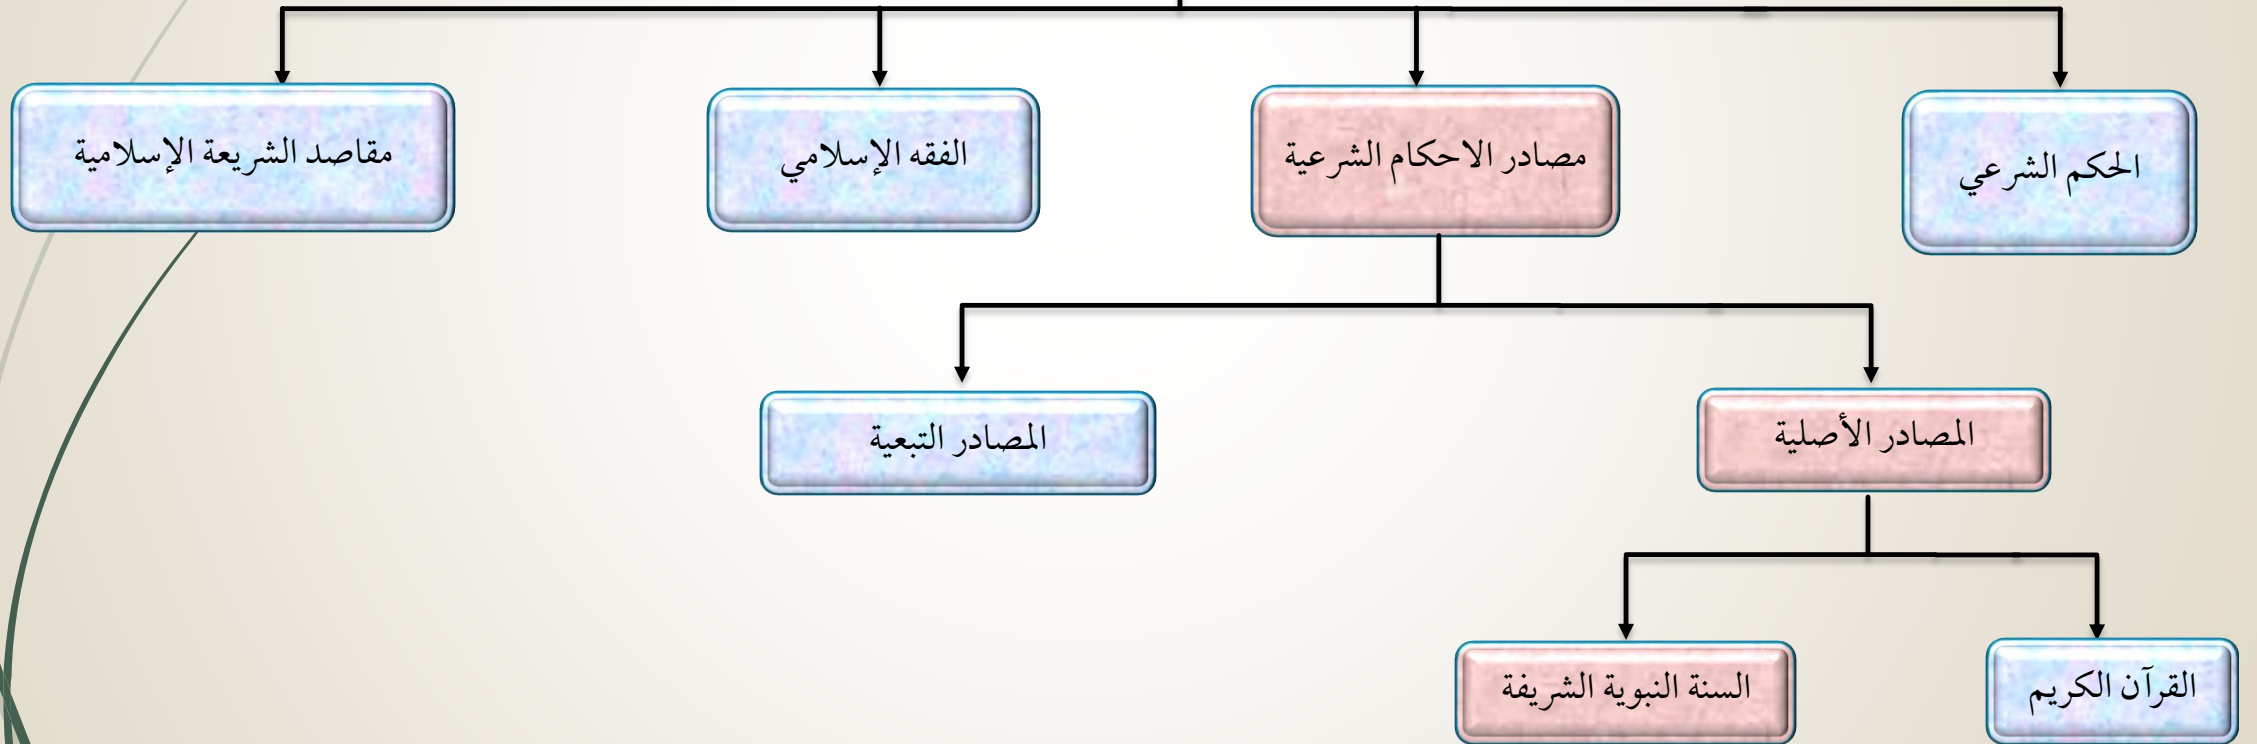 الحكم الشرعي
مصادر الاحكام الشرعية
الفقه الإسلامي
مقاصد الشريعة الإسلامية
المصادر الأصلية
المصادر التبعية
القرآن الكريم
السنة النبوية الشريفة